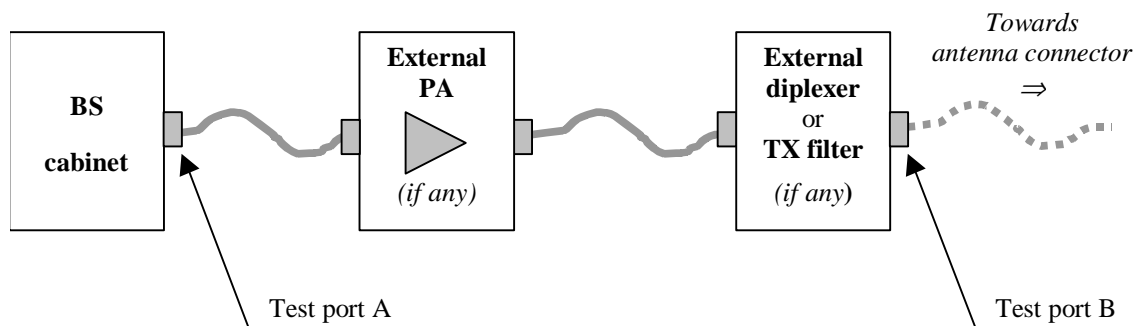 BS
cabinet
External
PA
(if any)
External
diplexer
or
TX filter
(if any)
Towards
antenna connector
⇒
Test port A
Test port B